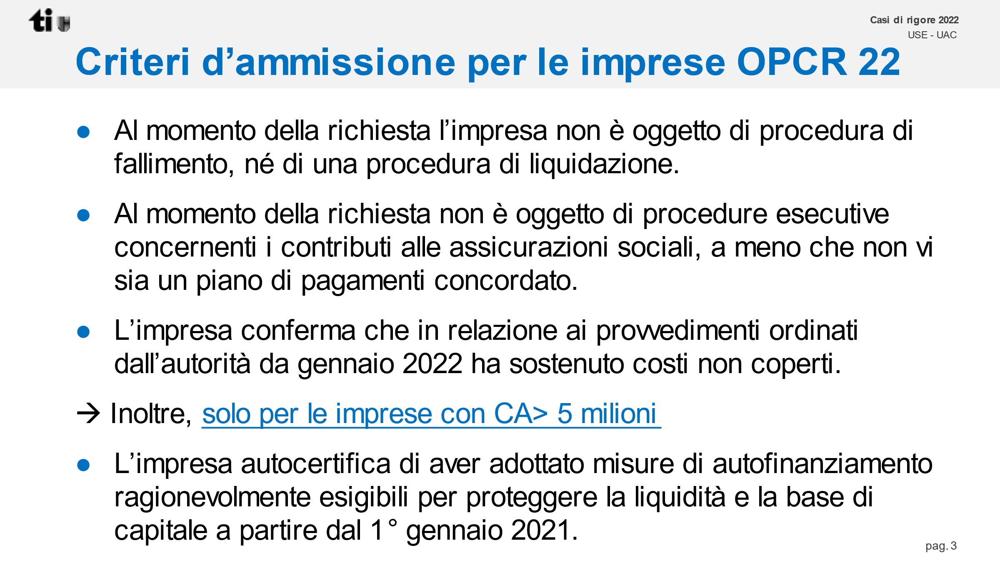 ti
Casi di rigore 2022
USE - UAC
Criteri d’ammissione per le imprese OPCR 22
● Al momento della richiesta l’impresa non è oggetto di procedura di
fallimento, né di una procedura di liquidazione.
● Al momento della richiesta non è oggetto di procedure esecutive
concernenti i contributi alle assicurazioni sociali, a meno che non vi
sia un piano di pagamenti concordato.
● L’impresa conferma che in relazione ai provvedimenti ordinati
dall’autorità da gennaio 2022 ha sostenuto costi non coperti.
→ Inoltre, solo per le imprese con CA> 5 milioni
● L’impresa autocertifica di aver adottato misure di autofinanziamento
ragionevolmente esigibili per proteggere la liquidità e la base di
capitale a partire dal 1° gennaio 2021.
pag. 3